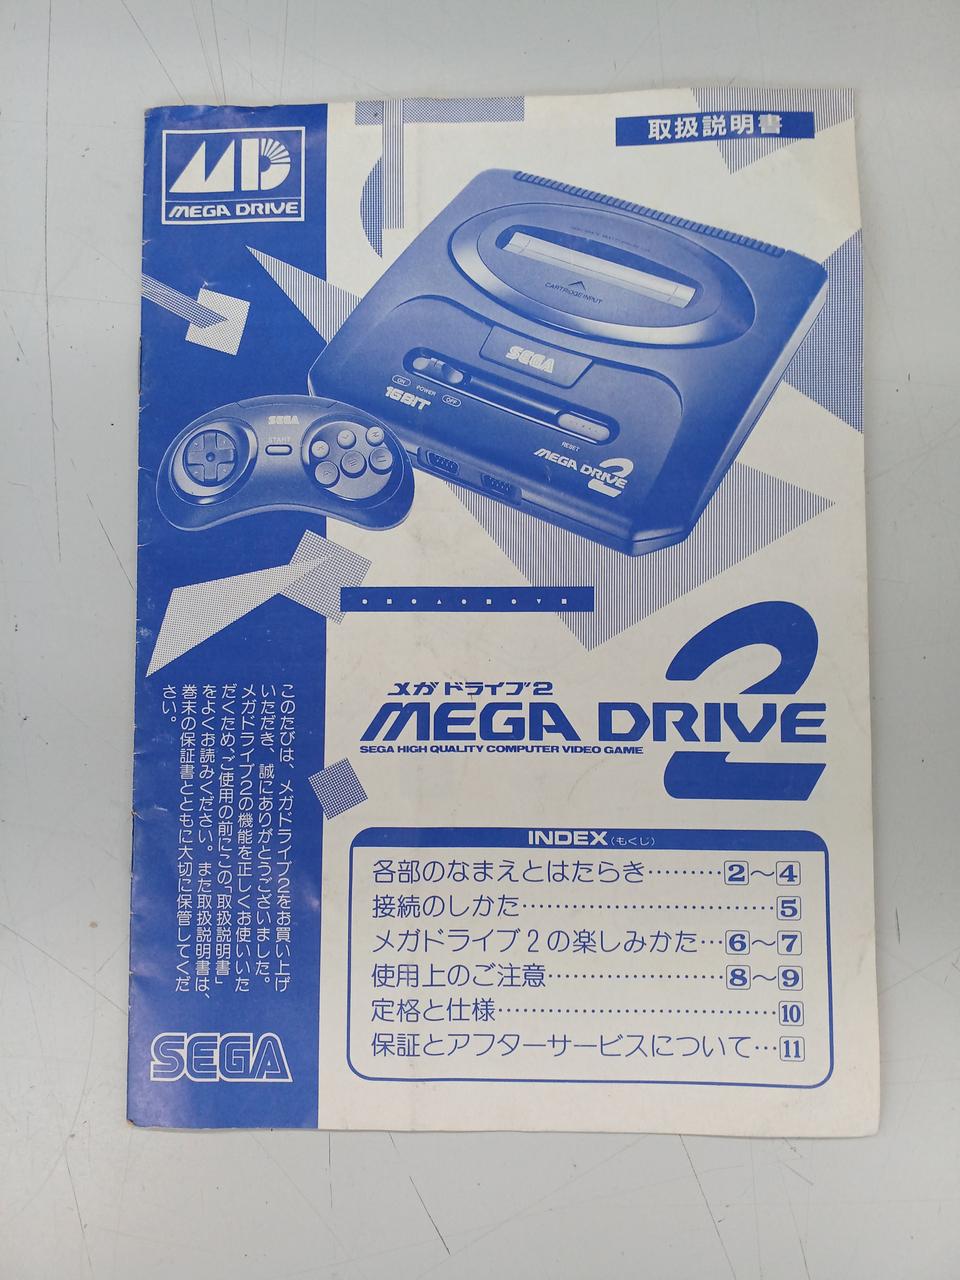 取扱説明書
MD
MEGA DRIVE
CARTRIDGE INPUT
SEGA
ON POWER OFF
16BIT
RESET
MEGA DRIVE 2
SEGA
START
メガドライブ2
MEGA DRIVE 2
SEGA HIGH QUALITY COMPUTER VIDEO GAME
このたびは、メガドライブ2をお買い上げ
いただき、誠にありがとうございました。
メガドライブ2の機能を正しくお使いいた
だくため、ご使用の前にこの「取扱説明書」
をよくお読みください。また取扱説明書は、
巻末の保証書とともに大切に保管してくだ
さい。
INDEX(もくじ)
各部のなまえとはたらき………2〜4
接続のしかた…………………………5
メガドライブ2の楽しみかた…6〜7
使用上のご注意…………………8〜9
定格と仕様……………………………10
保証とアフターサービスについて…11
SEGA